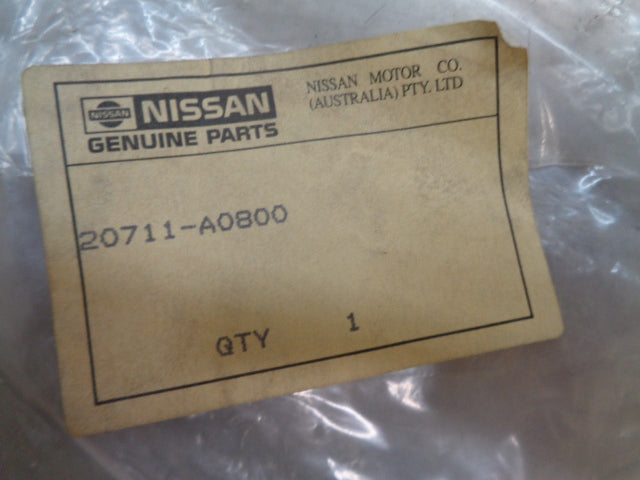 NISSAN NISSAN
GENUINE PARTS
NISSAN MOTOR CO.
(AUSTRALIA) PTY. LTD
20711-A0800
QTY 1